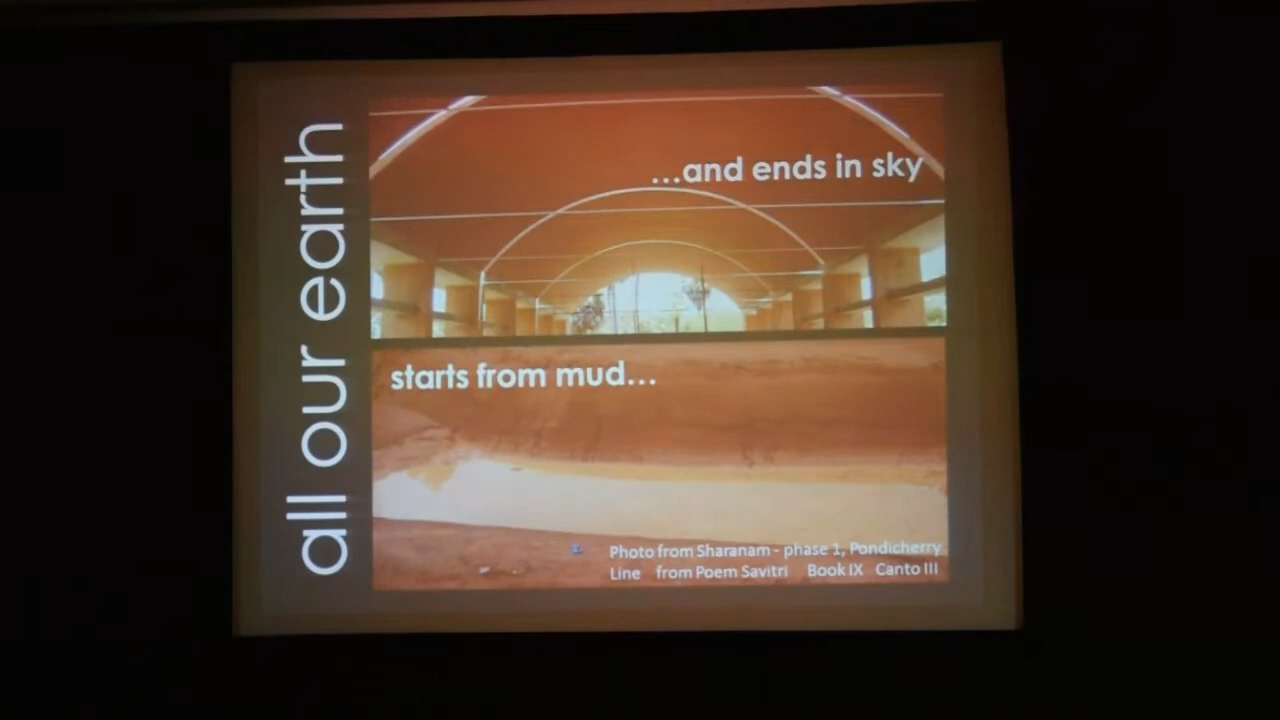 all our earth
...and ends in sky
starts from mud...
Photo from Sharanam - phase 1, Pondicherry
Line from Poem Savitri Book IX Canto III